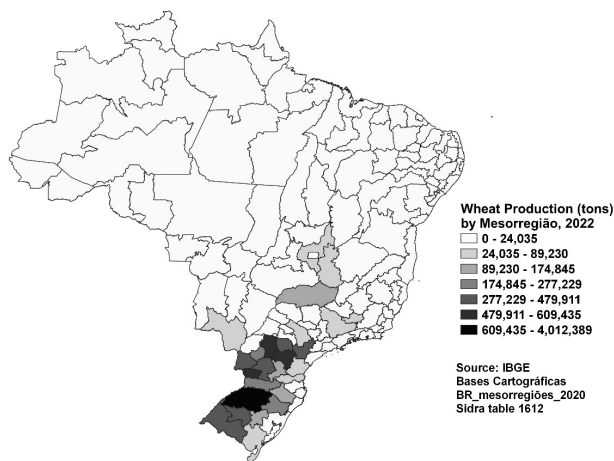 Wheat Production (tons)
by Mesorregião, 2022
0 - 24,035
24,035 - 89,230
89,230 - 174,845
174,845 - 277,229
277,229 - 479,911
479,911 - 609,435
609,435 - 4,012,389
Source: IBGE
Bases Cartográficas
BR_mesorregiões_2020
Sidra table 1612